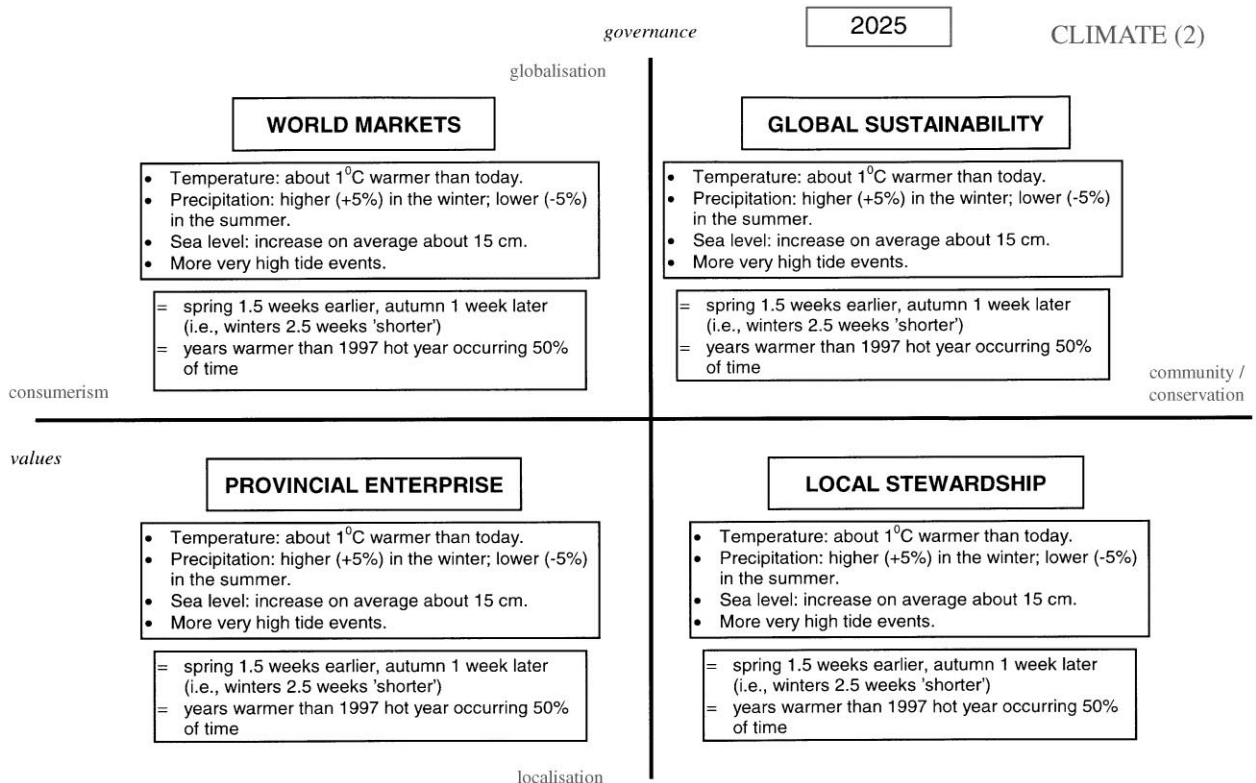 governance
2025
CLIMATE (2)
globalisation
WORLD MARKETS
• Temperature: about 1⁰C warmer than today.
• Precipitation: higher (+5%) in the winter; lower (-5%)
in the summer.
• Sea level: increase on average about 15 cm.
• More very high tide events.
= spring 1.5 weeks earlier, autumn 1 week later
(i.e., winters 2.5 weeks 'shorter')
= years warmer than 1997 hot year occurring 50%
of time
GLOBAL SUSTAINABILITY
• Temperature: about 1⁰C warmer than today.
• Precipitation: higher (+5%) in the winter; lower (-5%)
in the summer.
• Sea level: increase on average about 15 cm.
• More very high tide events.
= spring 1.5 weeks earlier, autumn 1 week later
(i.e., winters 2.5 weeks 'shorter')
= years warmer than 1997 hot year occurring 50%
of time
consumerism
community /
conservation
values
PROVINCIAL ENTERPRISE
• Temperature: about 1⁰C warmer than today.
• Precipitation: higher (+5%) in the winter; lower (-5%)
in the summer.
• Sea level: increase on average about 15 cm.
• More very high tide events.
= spring 1.5 weeks earlier, autumn 1 week later
(i.e., winters 2.5 weeks 'shorter')
= years warmer than 1997 hot year occurring 50%
of time
LOCAL STEWARDSHIP
• Temperature: about 1⁰C warmer than today.
• Precipitation: higher (+5%) in the winter; lower (-5%)
in the summer.
• Sea level: increase on average about 15 cm.
• More very high tide events.
= spring 1.5 weeks earlier, autumn 1 week later
(i.e., winters 2.5 weeks 'shorter')
= years warmer than 1997 hot year occurring 50%
of time
localisation